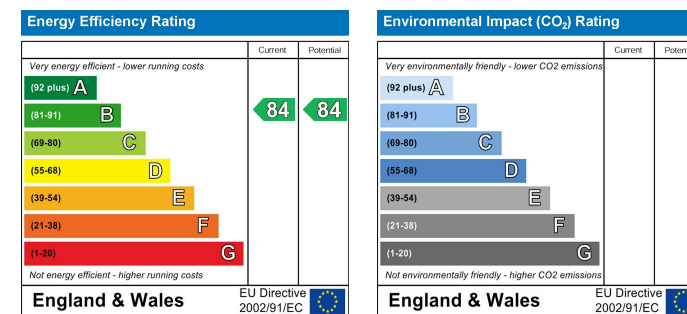 Energy Efficiency Rating
Current Potential
Very energy efficient - lower running costs
(92 plus) A
(81-91) B 84 84
(69-80) C
(55-68) D
(39-54) E
(21-38) F
(1-20) G
Not energy efficient - higher running costs
England & Wales
EU Directive
2002/91/EC
Environmental Impact (CO₂) Rating
Current Poten
Very environmentally friendly - lower CO2 emissions
(92 plus) A
(81-91) B
(69-80) C
(55-68) D
(39-54) E
(21-38) F
(1-20) G
Not environmentally friendly - higher CO2 emissions
England & Wales
EU Directive
2002/91/EC